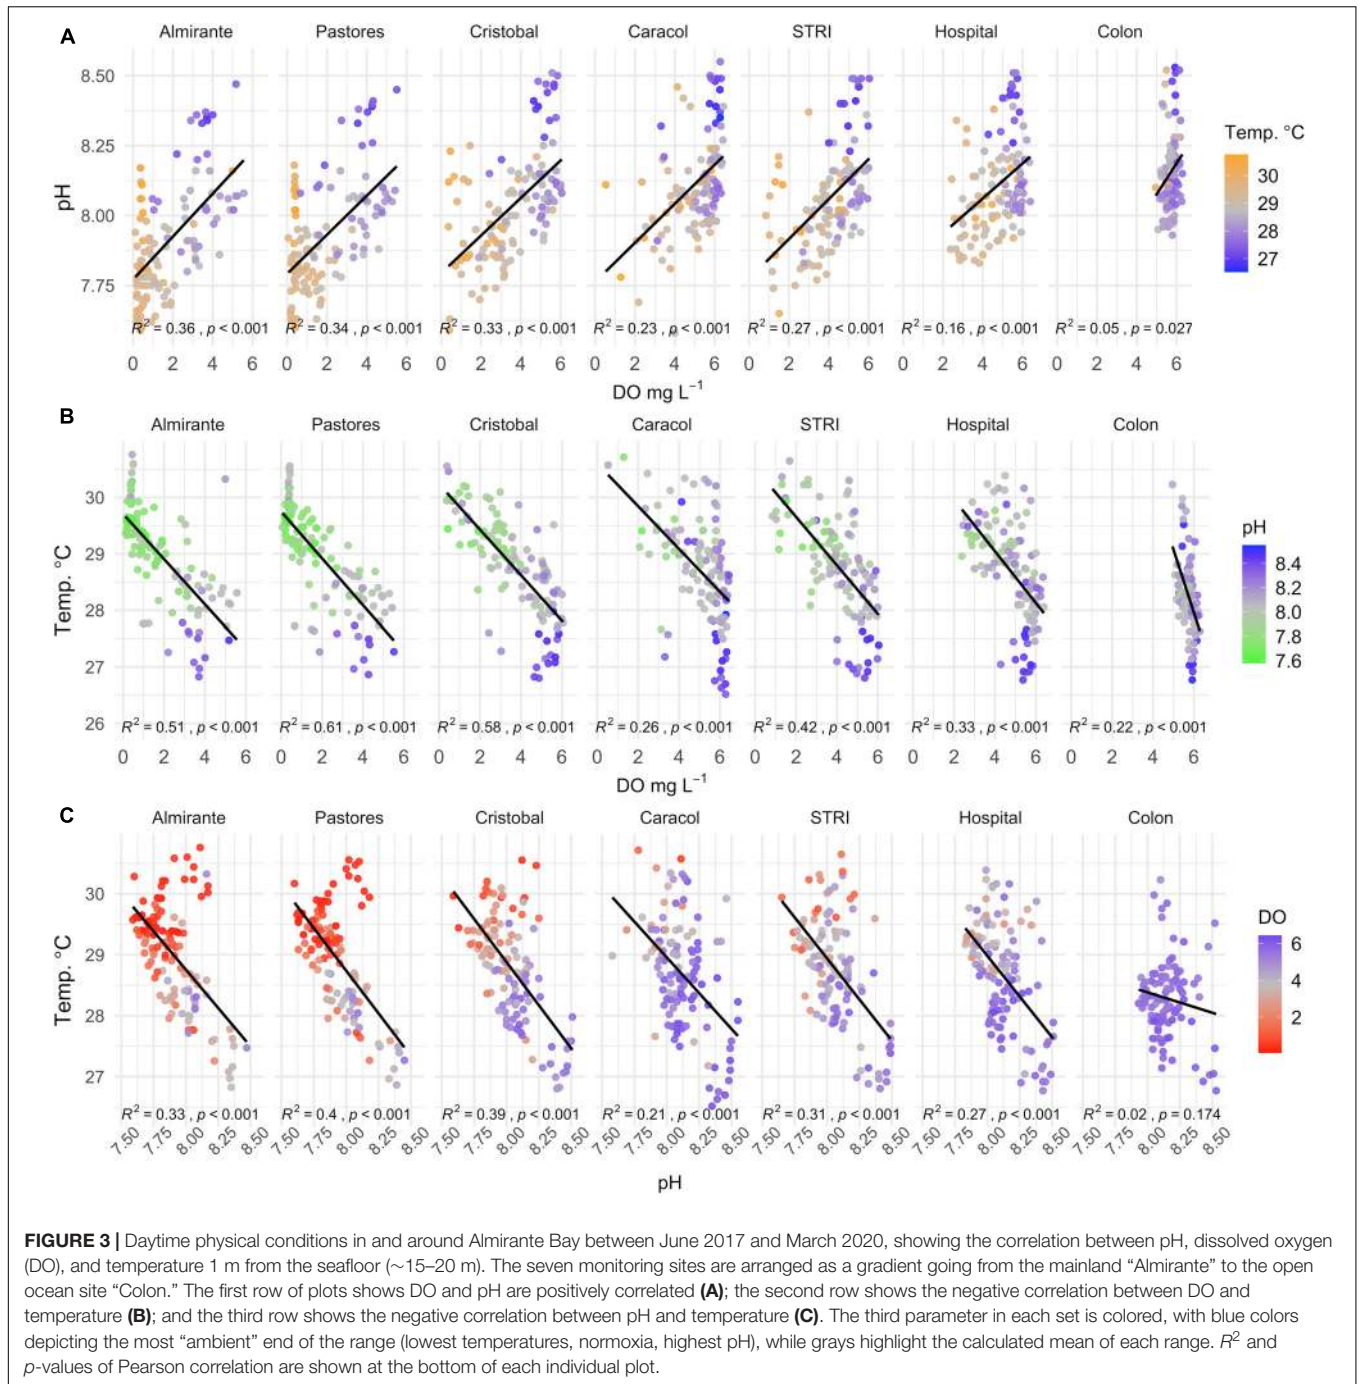 A
Almirante Pastores Cristobal Caracol STRI Hospital Colon
8.50
8.25
8.00
7.75
pH
R² = 0.36 , p < 0.001 R² = 0.34 , p < 0.001 R² = 0.33 , p < 0.001 R² = 0.23 , p < 0.001 R² = 0.27 , p < 0.001 R² = 0.16 , p < 0.001 R² = 0.05 , p = 0.027
0 2 4 6 0 2 4 6 0 2 4 6 0 2 4 6 0 2 4 6 0 2 4 6 0 2 4 6
DO mg L⁻¹
Temp. °C
30
29
28
27
B
Almirante Pastores Cristobal Caracol STRI Hospital Colon
30
29
28
27
26
Temp. °C
R² = 0.51 , p < 0.001 R² = 0.61 , p < 0.001 R² = 0.58 , p < 0.001 R² = 0.26 , p < 0.001 R² = 0.42 , p < 0.001 R² = 0.33 , p < 0.001 R² = 0.22 , p < 0.001
0 2 4 6 0 2 4 6 0 2 4 6 0 2 4 6 0 2 4 6 0 2 4 6 0 2 4 6
DO mg L⁻¹
pH
8.4
8.2
8.0
7.8
7.6
C
Almirante Pastores Cristobal Caracol STRI Hospital Colon
30
29
28
27
Temp. °C
R² = 0.33 , p < 0.001 R² = 0.4 , p < 0.001 R² = 0.39 , p < 0.001 R² = 0.21 , p < 0.001 R² = 0.31 , p < 0.001 R² = 0.27 , p < 0.001 R² = 0.02 , p = 0.174
7.50 7.75 8.00 8.25 8.50 7.50 7.75 8.00 8.25 8.50 7.50 7.75 8.00 8.25 8.50 7.50 7.75 8.00 8.25 8.50 7.50 7.75 8.00 8.25 8.50 7.50 7.75 8.00 8.25 8.50 7.50 7.75 8.00 8.25 8.50
pH
DO
6
4
2
FIGURE 3 | Daytime physical conditions in and around Almirante Bay between June 2017 and March 2020, showing the correlation between pH, dissolved oxygen
(DO), and temperature 1 m from the seafloor (∼15–20 m). The seven monitoring sites are arranged as a gradient going from the mainland “Almirante” to the open
ocean site “Colon.” The first row of plots shows DO and pH are positively correlated (A); the second row shows the negative correlation between DO and
temperature (B); and the third row shows the negative correlation between pH and temperature (C). The third parameter in each set is colored, with blue colors
depicting the most “ambient” end of the range (lowest temperatures, normoxia, highest pH), while grays highlight the calculated mean of each range. R² and
p-values of Pearson correlation are shown at the bottom of each individual plot.